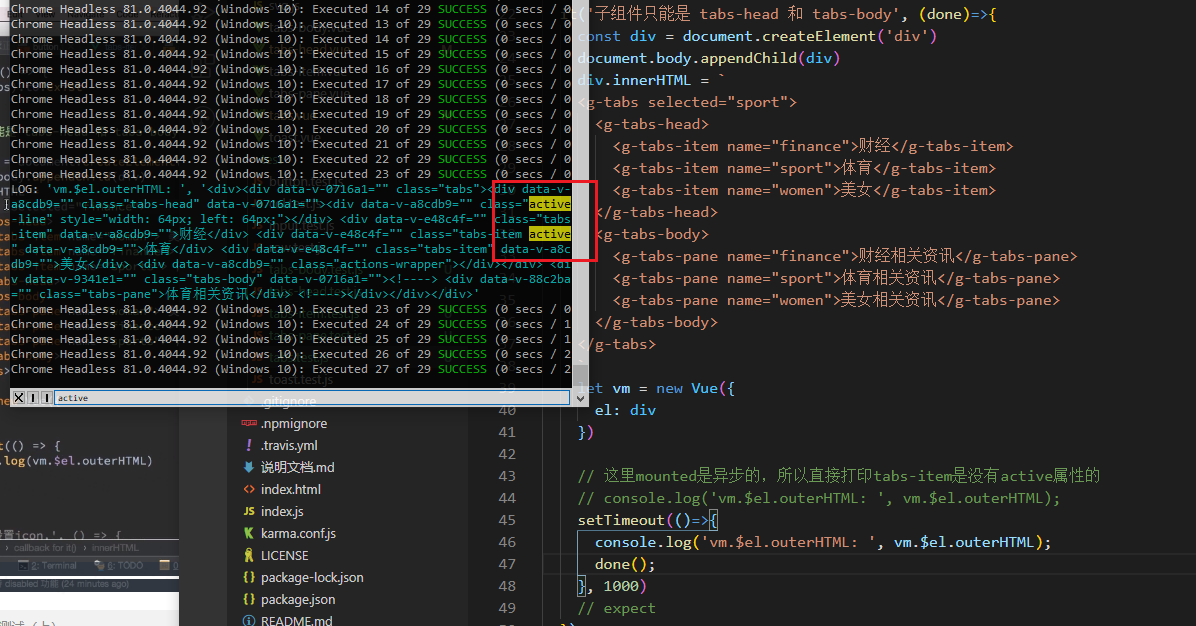 Chrome Headless 81.0.4044.92 (Windows 10): Executed 14 of 29 SUCCESS (0 secs / 0
Chrome Headless 81.0.4044.92 (Windows 10): Executed 13 of 29 SUCCESS (0 secs / 0
Chrome Headless 81.0.4044.92 (Windows 10): Executed 14 of 29 SUCCESS (0 secs / 0
Chrome Headless 81.0.4044.92 (Windows 10): Executed 15 of 29 SUCCESS (0 secs / 0
Chrome Headless 81.0.4044.92 (Windows 10): Executed 16 of 29 SUCCESS (0 secs / 0
Chrome Headless 81.0.4044.92 (Windows 10): Executed 17 of 29 SUCCESS (0 secs / 0
Chrome Headless 81.0.4044.92 (Windows 10): Executed 18 of 29 SUCCESS (0 secs / 0
Chrome Headless 81.0.4044.92 (Windows 10): Executed 19 of 29 SUCCESS (0 secs / 0
Chrome Headless 81.0.4044.92 (Windows 10): Executed 20 of 29 SUCCESS (0 secs / 0
Chrome Headless 81.0.4044.92 (Windows 10): Executed 21 of 29 SUCCESS (0 secs / 0
Chrome Headless 81.0.4044.92 (Windows 10): Executed 22 of 29 SUCCESS (0 secs / 0
Chrome Headless 81.0.4044.92 (Windows 10): Executed 23 of 29 SUCCESS (0 secs / 0
LOG: 'vm.$el.outerHTML: ', '<div><div data-v-0716a1="" class="tabs"><div data-v-
a8cdb9="" class="tabs-head" data-v-0716a1=""><div data-v-a8cdb9="" class="active
-line" style="width: 64px; left: 64px;"></div> <div data-v-e48c4f="" class="tabs
-item" data-v-a8cdb9="">财经</div> <div data-v-e48c4f="" class="tabs-item active
" data-v-a8cdb9="">体育</div> <div data-v-e48c4f="" class="tabs-item" data-v-a8c
db9="">美女</div> <div data-v-a8cdb9="" class="actions-wrapper"></div></div> <di
v data-v-9341e1="" class="tabs-body" data-v-0716a1=""><!----> <div data-v-88c2ba
="" class="tabs-pane">体育相关资讯</div> <!----></div></div></div>'
Chrome Headless 81.0.4044.92 (Windows 10): Executed 23 of 29 SUCCESS (0 secs / 0
Chrome Headless 81.0.4044.92 (Windows 10): Executed 24 of 29 SUCCESS (0 secs / 1
Chrome Headless 81.0.4044.92 (Windows 10): Executed 25 of 29 SUCCESS (0 secs / 1
Chrome Headless 81.0.4044.92 (Windows 10): Executed 26 of 29 SUCCESS (0 secs / 2
Chrome Headless 81.0.4044.92 (Windows 10): Executed 27 of 29 SUCCESS (0 secs / 2
active
toast.test.js
.gitignore
.npmignore
.travis.yml
说明文档.md
index.html
index.js
karma.conf.js
LICENSE
package-lock.json
package.json
README.md
t(() => {
.log(vm.$el.outerHTML)
置icon.', () => {
callback for it() › innerHTML
2: Terminal 6: TODO
disabled 功能 (24 minutes ago)
'子组件只能是 tabs-head 和 tabs-body', (done)=>{
const div = document.createElement('div')
document.body.appendChild(div)
div.innerHTML = `
<g-tabs selected="sport">
<g-tabs-head>
<g-tabs-item name="finance">财经</g-tabs-item>
<g-tabs-item name="sport">体育</g-tabs-item>
<g-tabs-item name="women">美女</g-tabs-item>
</g-tabs-head>
<g-tabs-body>
<g-tabs-pane name="finance">财经相关资讯</g-tabs-pane>
<g-tabs-pane name="sport">体育相关资讯</g-tabs-pane>
<g-tabs-pane name="women">美女相关资讯</g-tabs-pane>
</g-tabs-body>
</g-tabs>
39 let vm = new Vue({
40 el: div
41 })
42
43 // 这里mounted是异步的，所以直接打印tabs-item是没有active属性的
44 // console.log('vm.$el.outerHTML: ', vm.$el.outerHTML);
45 setTimeout(()=>{
46 console.log('vm.$el.outerHTML: ', vm.$el.outerHTML);
47 done();
48 }, 1000)
49 // expect